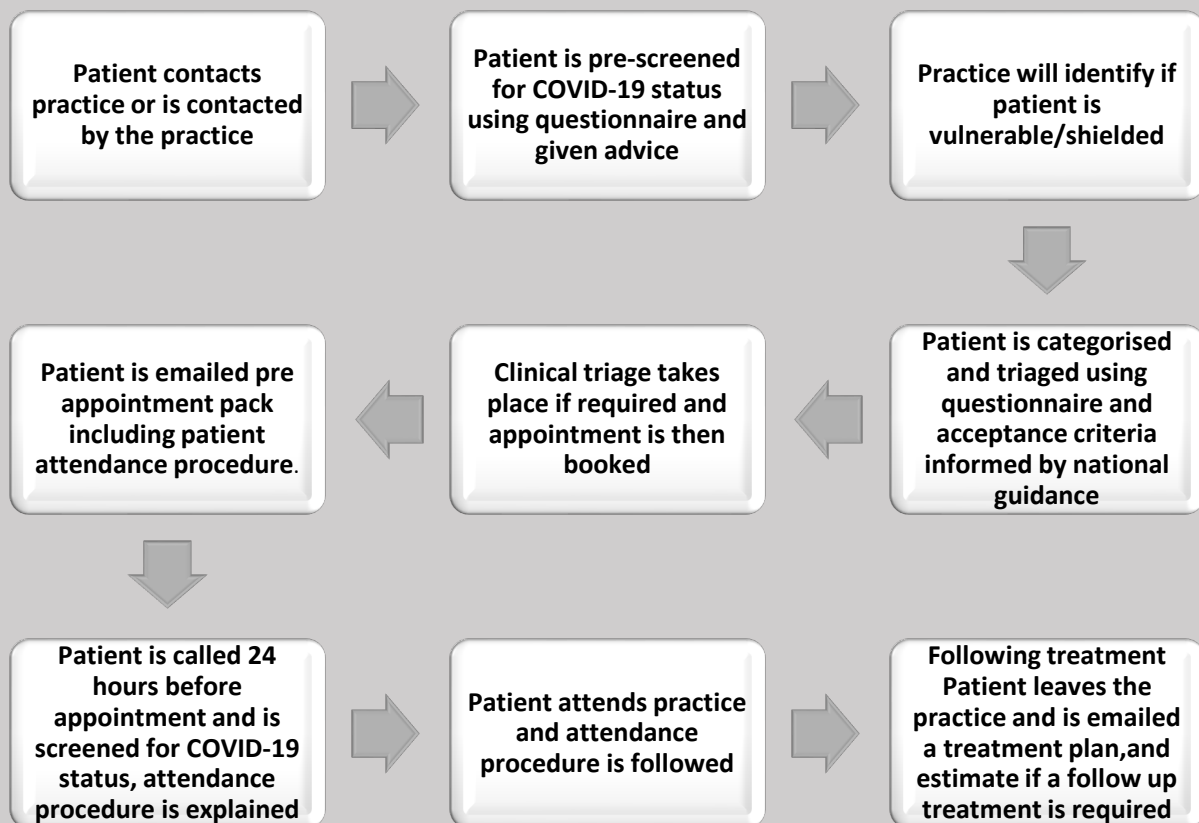 Patient contacts
practice or is contacted
by the practice
Patient is pre-screened
for COVID-19 status
using questionnaire and
given advice
Practice will identify if
patient is
vulnerable/shielded
Patient is categorised
and triaged using
questionnaire and
acceptance criteria
informed by national
guidance
Clinical triage takes
place if required and
appointment is then
booked
Patient is emailed pre
appointment pack
including patient
attendance procedure.
Patient is called 24
hours before
appointment and is
screened for COVID-19
status, attendance
procedure is explained
Patient attends practice
and attendance
procedure is followed
Following treatment
Patient leaves the
practice and is emailed
a treatment plan,and
estimate if a follow up
treatment is required